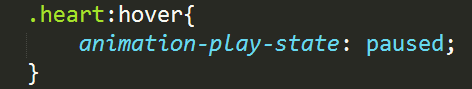 .heart:hover{
    animation-play-state: paused;
}